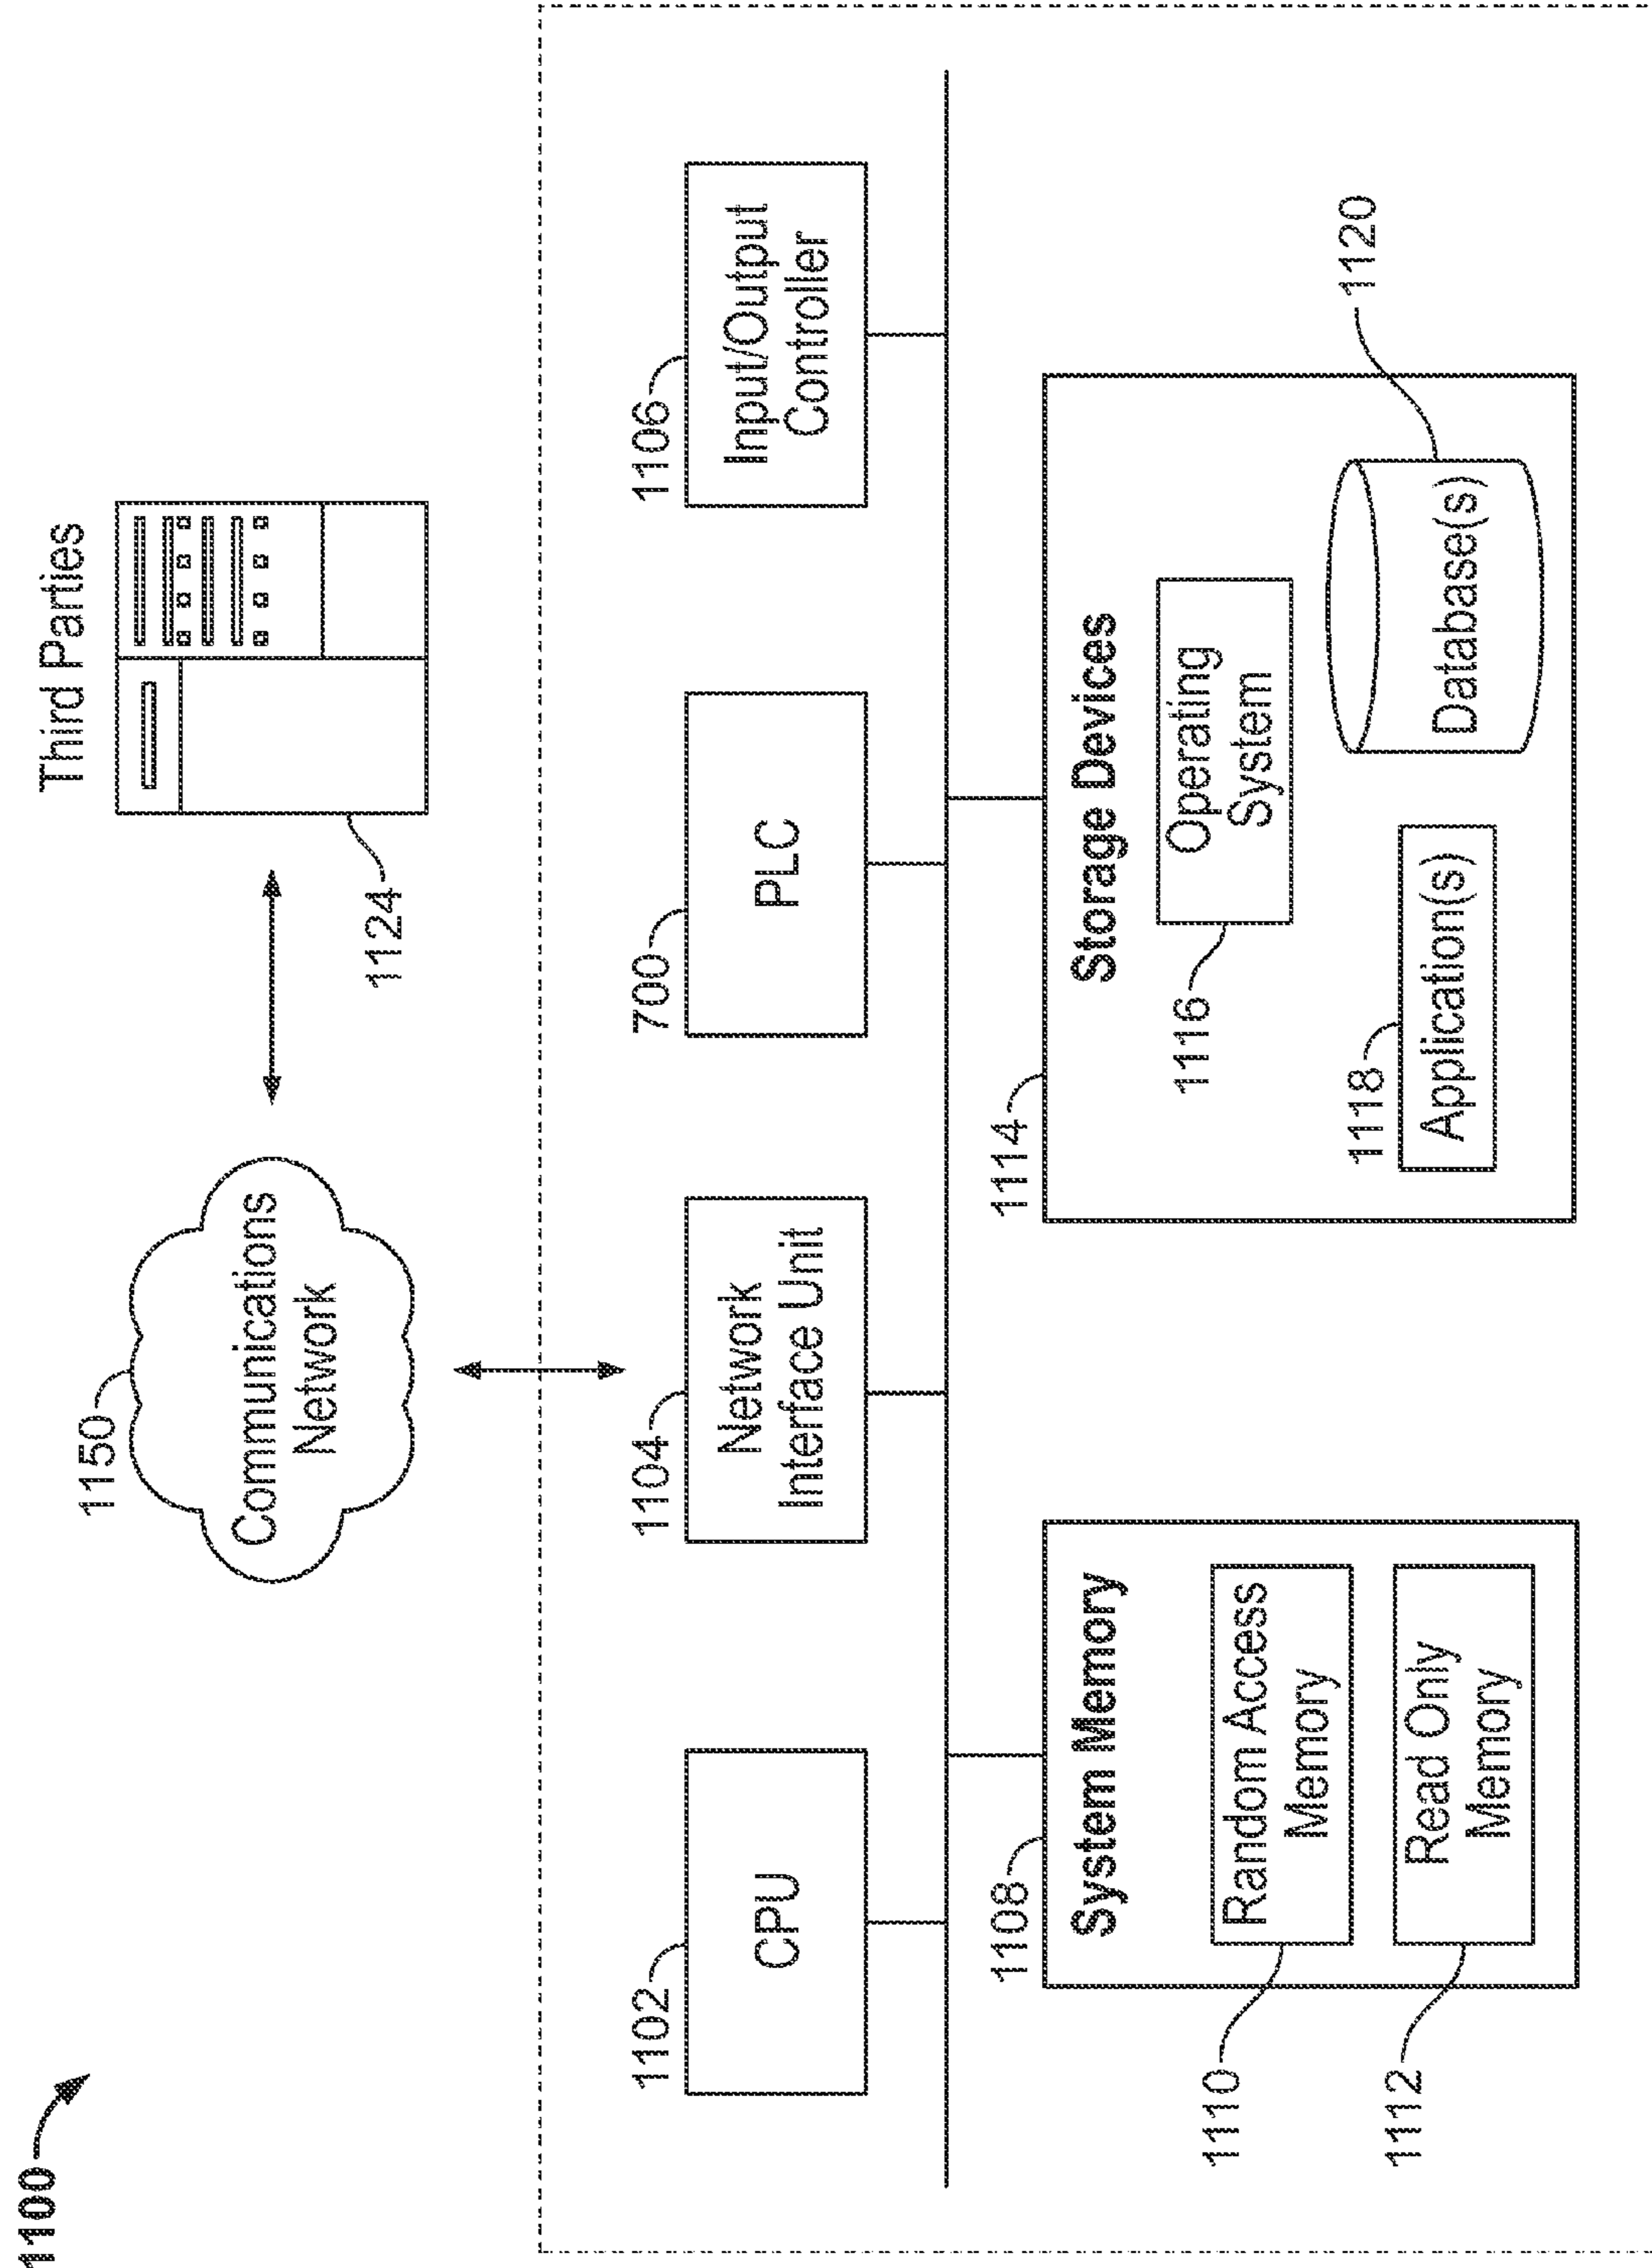 1100
Third Parties
1150
Communications
Network
1124
1102
CPU
1104
Network
Interface Unit
700
PLC
1106
Input/Output
Controller
1108
System Memory
1110
Random Access
Memory
1112
Read Only
Memory
1114
Storage Devices
1116
Operating
System
1118
Application(s)
1120
Database(s)